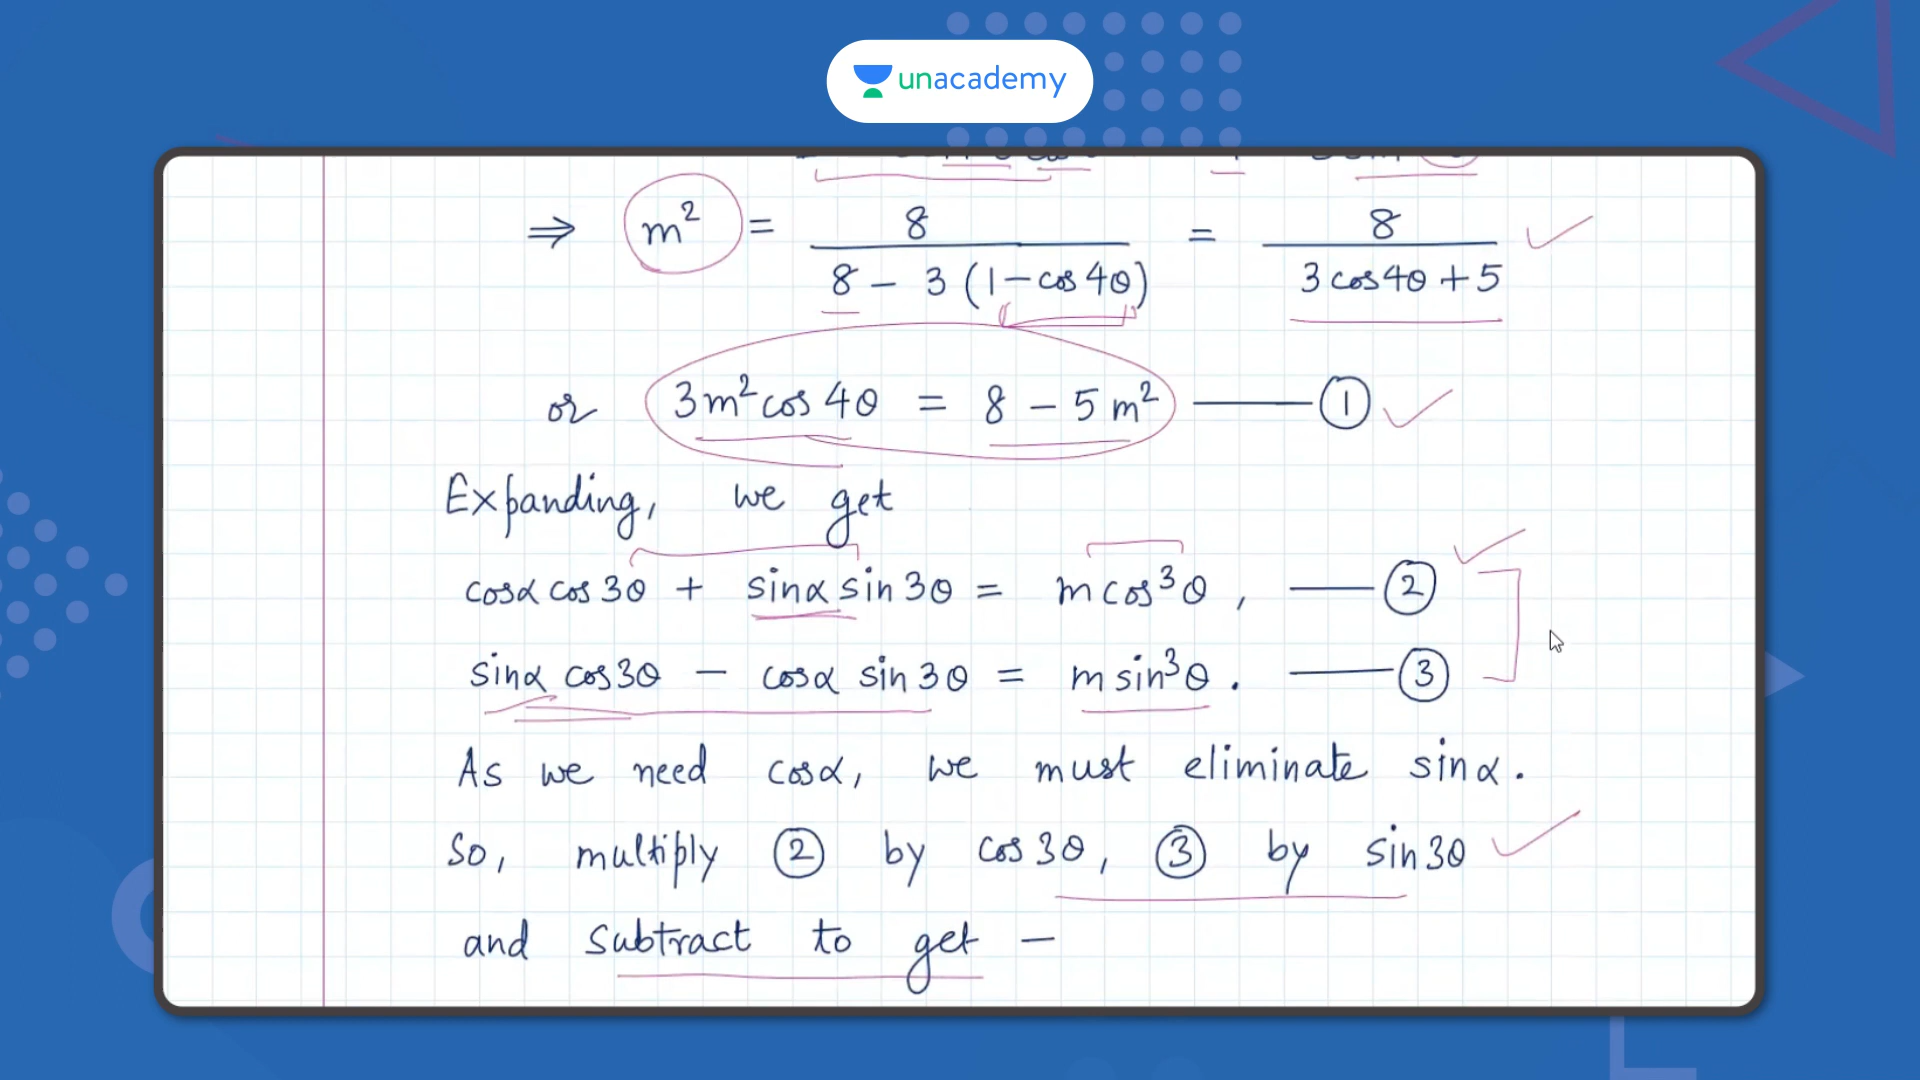 unacademy
⇒ m² = 8 / (8 − 3 (1 − cos 4θ)) = 8 / (3 cos 4θ + 5)
or 3m² cos 4θ = 8 − 5m² —— ①
Expanding, we get
cosα cos 3θ + sinα sin 3θ = m cos³θ , —— ②
sinα cos 3θ − cosα sin 3θ = m sin³θ . —— ③
As we need cosα, we must eliminate sinα.
So, multiply ② by cos 3θ, ③ by sin 3θ
and subtract to get —